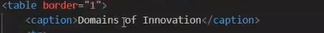 <table border="1">
<caption>Domains of Innovation</caption>